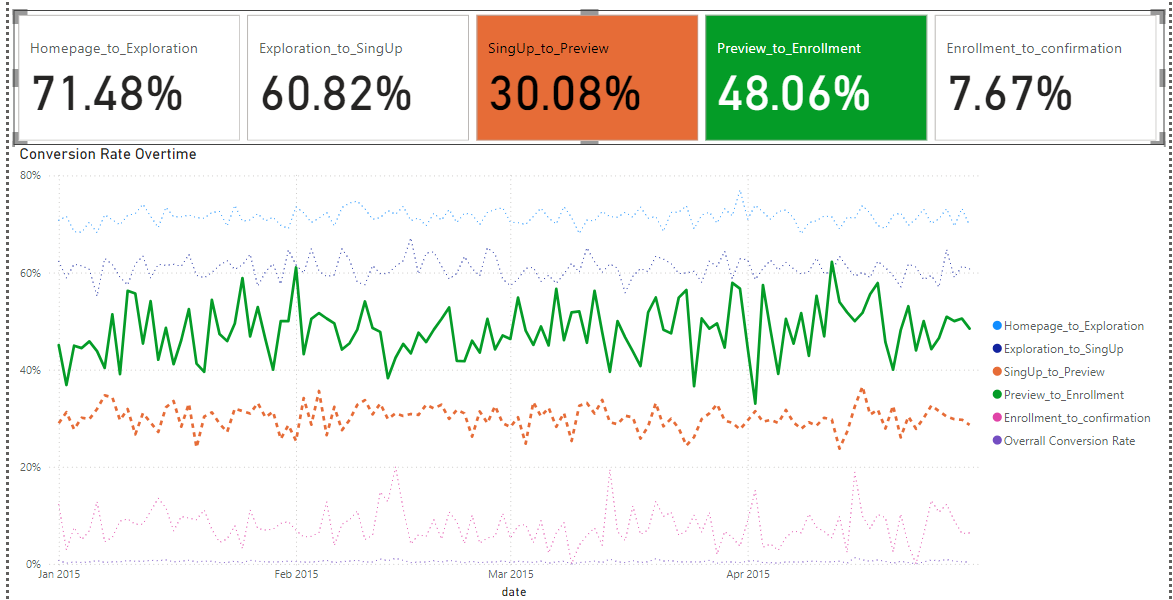 Homepage_to_Exploration
71.48%
Exploration_to_SingUp
60.82%
SingUp_to_Preview
30.08%
Preview_to_Enrollment
48.06%
Enrollment_to_confirmation
7.67%
Conversion Rate Overtime
80%
60%
40%
20%
0%
Jan 2015
Feb 2015
Mar 2015
Apr 2015
date
Homepage_to_Exploration
Exploration_to_SingUp
SingUp_to_Preview
Preview_to_Enrollment
Enrollment_to_confirmation
Overrall Conversion Rate